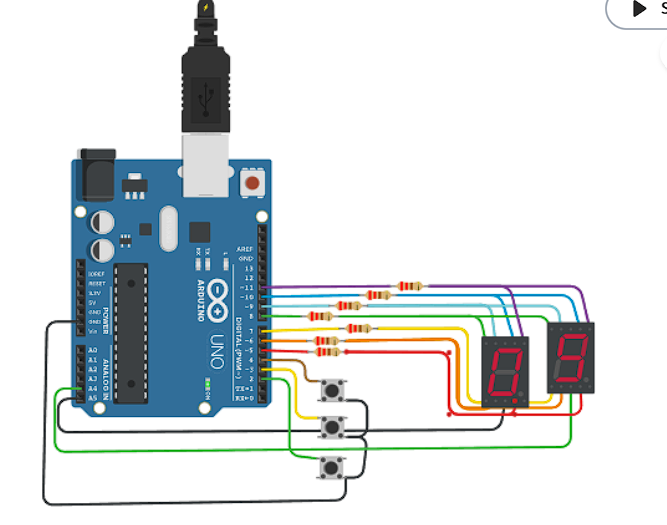 S
AREF
GND
13
12
~11
~10
~9
8
7
~6
~5
4
~3
2
TX→1
RX←0
DIGITAL (PWM~)
TX
RX
L
ON
ARDUINO
UNO
IOREF
RESET
3.3V
5V
GND
GND
Vin
POWER
A0
A1
A2
A3
A4
A5
ANALOG IN